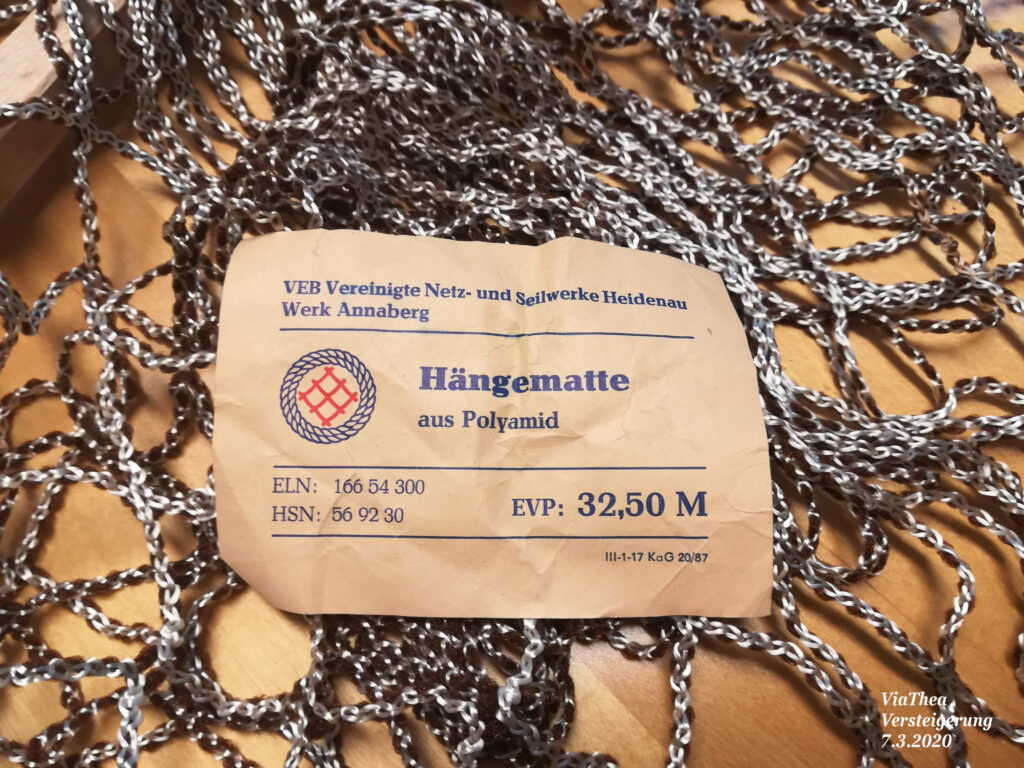 VEB Vereinigte Netz- und Seilwerke Heidenau
Werk Annaberg
Hängematte
aus Polyamid
ELN: 166 54 300
HSN: 56 92 30
EVP: 32,50 M
III-1-17 KaG 20/87
ViaThea
Versteigerung
7.3.2020